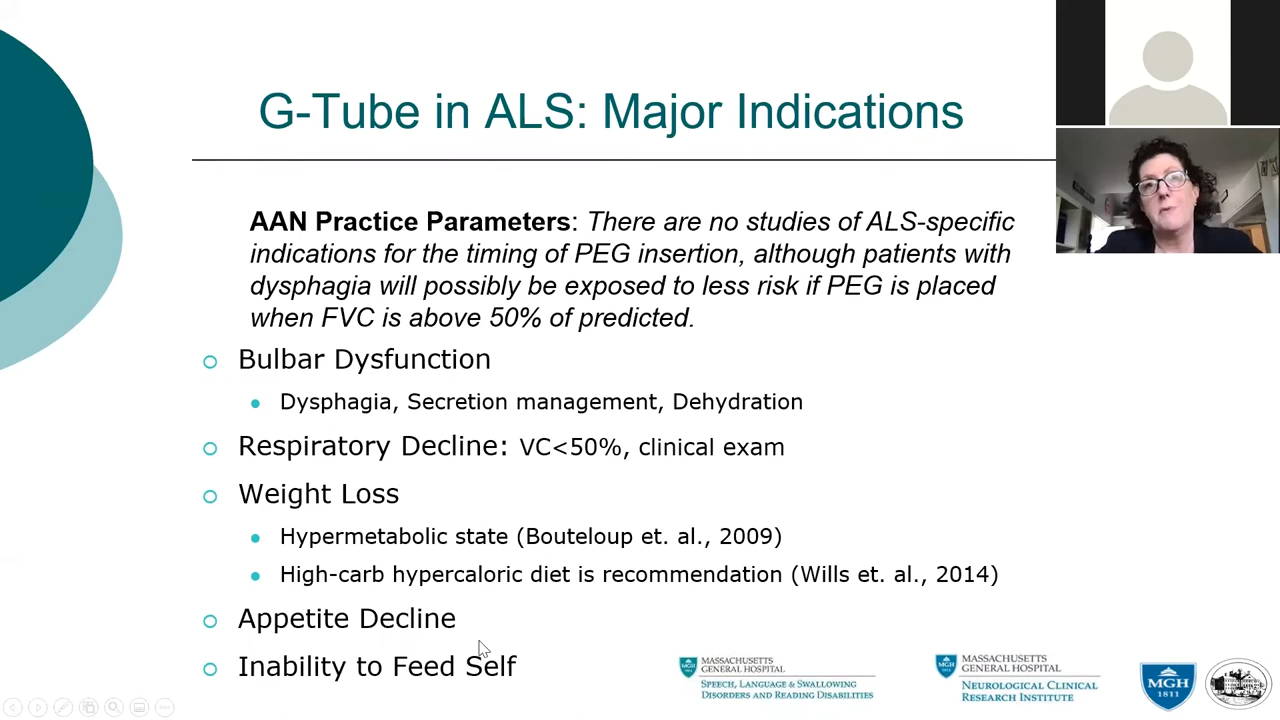 G-Tube in ALS: Major Indications
AAN Practice Parameters: There are no studies of ALS-specific
indications for the timing of PEG insertion, although patients with
dysphagia will possibly be exposed to less risk if PEG is placed
when FVC is above 50% of predicted.
Bulbar Dysfunction
Dysphagia, Secretion management, Dehydration
Respiratory Decline: VC<50%, clinical exam
Weight Loss
Hypermetabolic state (Bouteloup et. al., 2009)
High-carb hypercaloric diet is recommendation (Wills et. al., 2014)
Appetite Decline
Inability to Feed Self
MASSACHUSETTS
GENERAL HOSPITAL
SPEECH, LANGUAGE & SWALLOWING
DISORDERS AND READING DISABILITIES
MASSACHUSETTS
GENERAL HOSPITAL
NEUROLOGICAL CLINICAL
RESEARCH INSTITUTE
MGH
1811